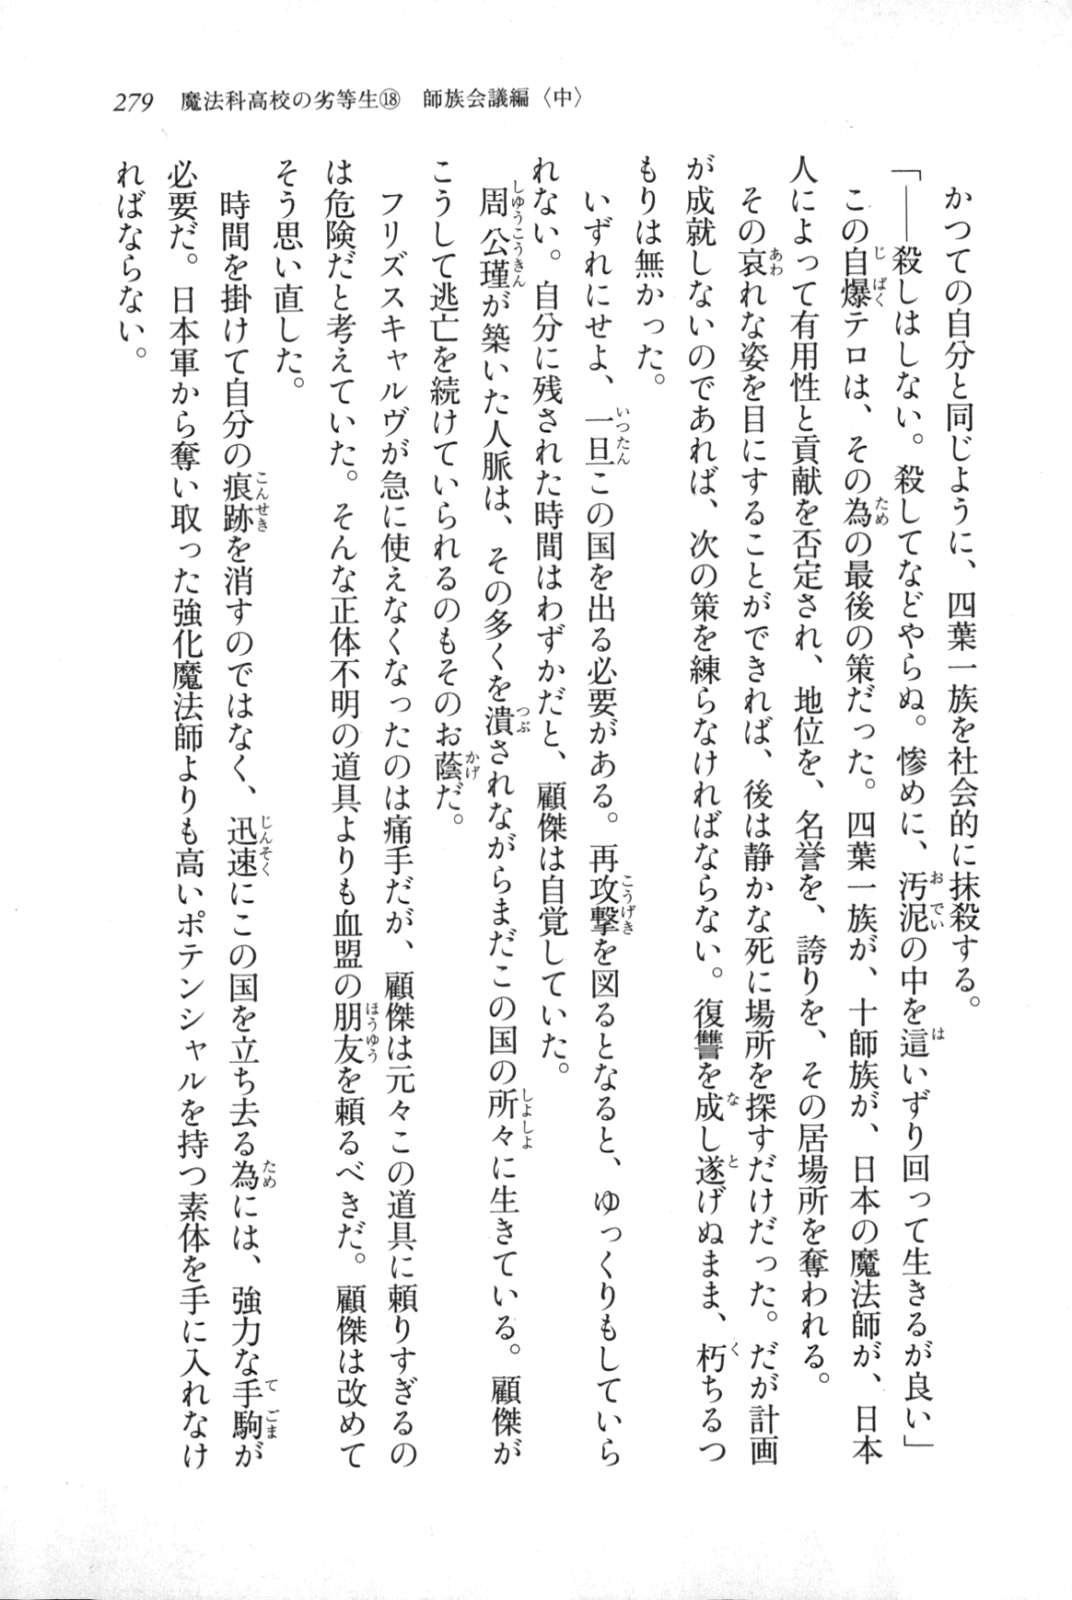 279　魔法科高校の劣等生⑱　師族会議編〈中〉
　かつての自分と同じように、四葉一族を社会的に抹殺する。
「――殺しはしない。殺してなどやらぬ。惨めに、汚泥の中を這いずり回って生きるが良い」
　この自爆テロは、その為の最後の策だった。四葉一族が、十師族が、日本の魔法師が、日本
人によって有用性と貢献を否定され、地位を、名誉を、誇りを、その居場所を奪われる。
　その哀れな姿を目にすることができれば、後は静かな死に場所を探すだけだった。だが計画
が成就しないのであれば、次の策を練らなければならない。復讐を成し遂げぬまま、朽ちるつ
もりは無かった。
　いずれにせよ、一旦この国を出る必要がある。再攻撃を図るとなると、ゆっくりもしていら
れない。自分に残された時間はわずかだと、顧傑は自覚していた。
　周公瑾が築いた人脈は、その多くを潰されながらまだこの国の所々に生きている。顧傑が
こうして逃亡を続けていられるのもそのお蔭だ。
　フリズスキャルヴが急に使えなくなったのは痛手だが、顧傑は元々この道具に頼りすぎるの
は危険だと考えていた。そんな正体不明の道具よりも血盟の朋友を頼るべきだ。顧傑は改めて
そう思い直した。
　時間を掛けて自分の痕跡を消すのではなく、迅速にこの国を立ち去る為には、強力な手駒が
必要だ。日本軍から奪い取った強化魔法師よりも高いポテンシャルを持つ素体を手に入れなけ
ればならない。